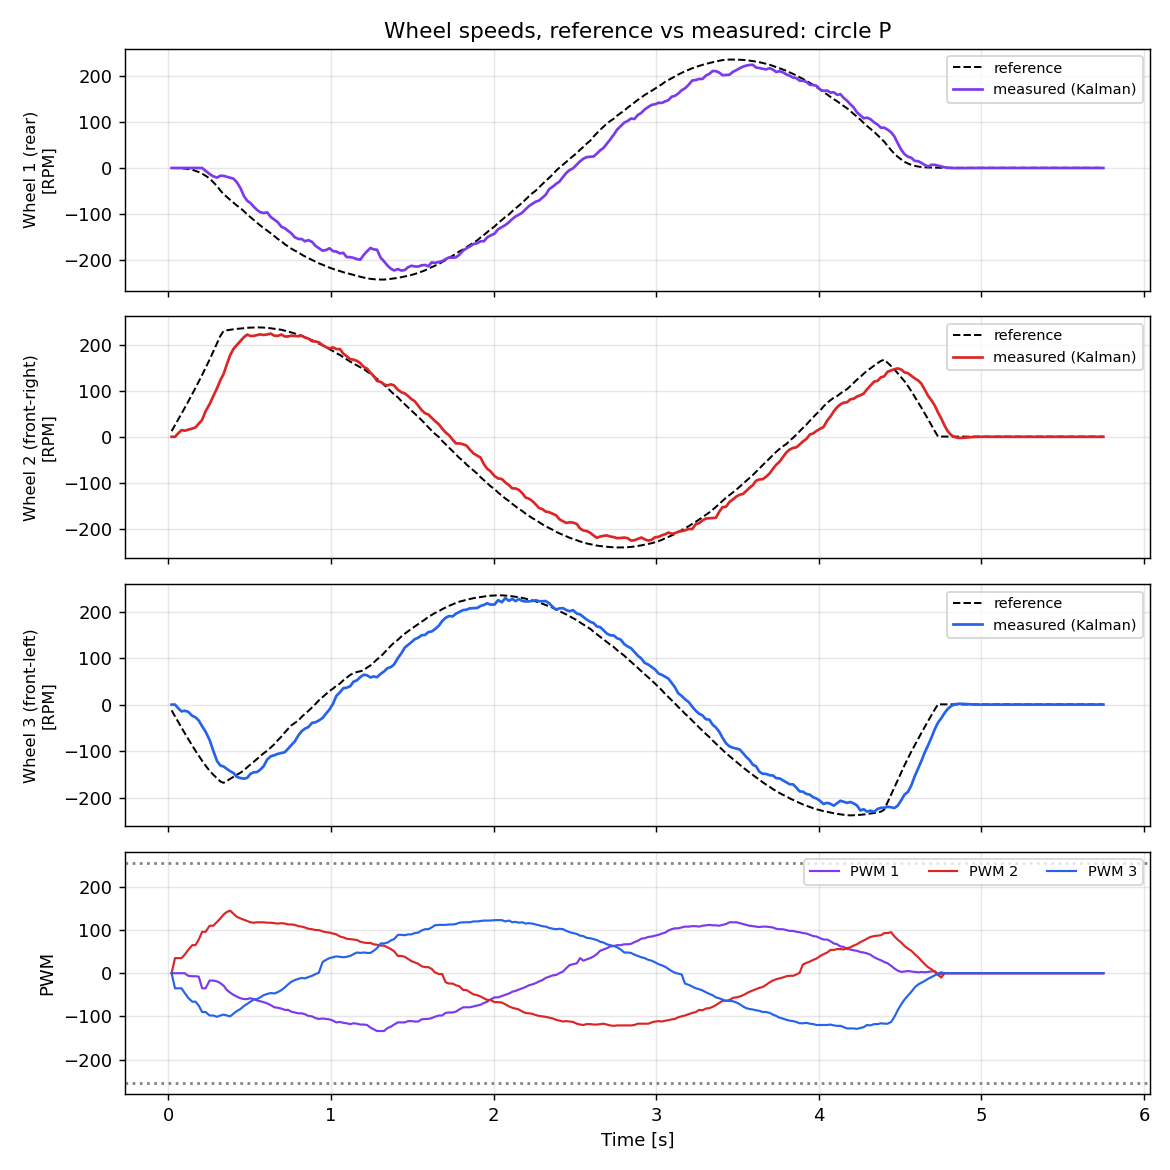 Wheel speeds, reference vs measured: circle P
Wheel 1 (rear)
[RPM]
200
100
0
−100
−200
reference
measured (Kalman)
Wheel 2 (front-right)
[RPM]
200
100
0
−100
−200
reference
measured (Kalman)
Wheel 3 (front-left)
[RPM]
200
100
0
−100
−200
reference
measured (Kalman)
PWM
200
100
0
−100
−200
PWM 1 PWM 2 PWM 3
0 1 2 3 4 5 6
Time [s]